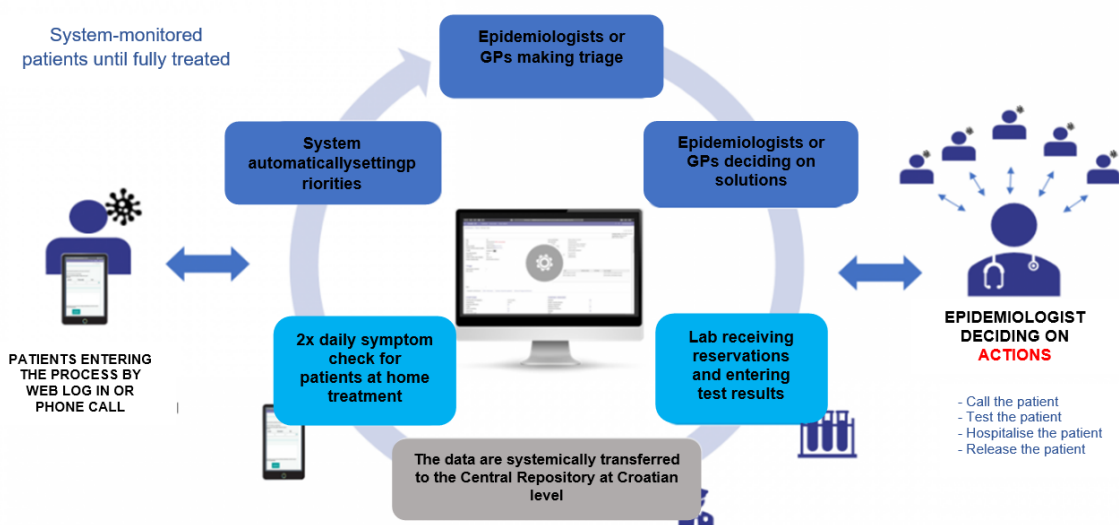 System-monitored
patients until fully treated
Epidemiologists or
GPs making triage
System
automaticallysettingp
riorities
Epidemiologists or
GPs deciding on
solutions
PATIENTS ENTERING
THE PROCESS BY
WEB LOG IN OR
PHONE CALL
2x daily symptom
check for
patients at home
treatment
Lab receiving
reservations
and entering
test results
The data are systemically transferred
to the Central Repository at Croatian
level
EPIDEMIOLOGIST
DECIDING ON
ACTIONS
- Call the patient
- Test the patient
- Hospitalise the patient
- Release the patient